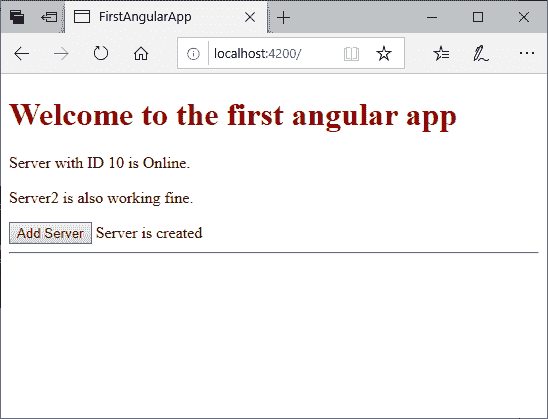 FirstAngularApp
localhost:4200/
Welcome to the first angular app
Server with ID 10 is Online.
Server2 is also working fine.
Add Server Server is created